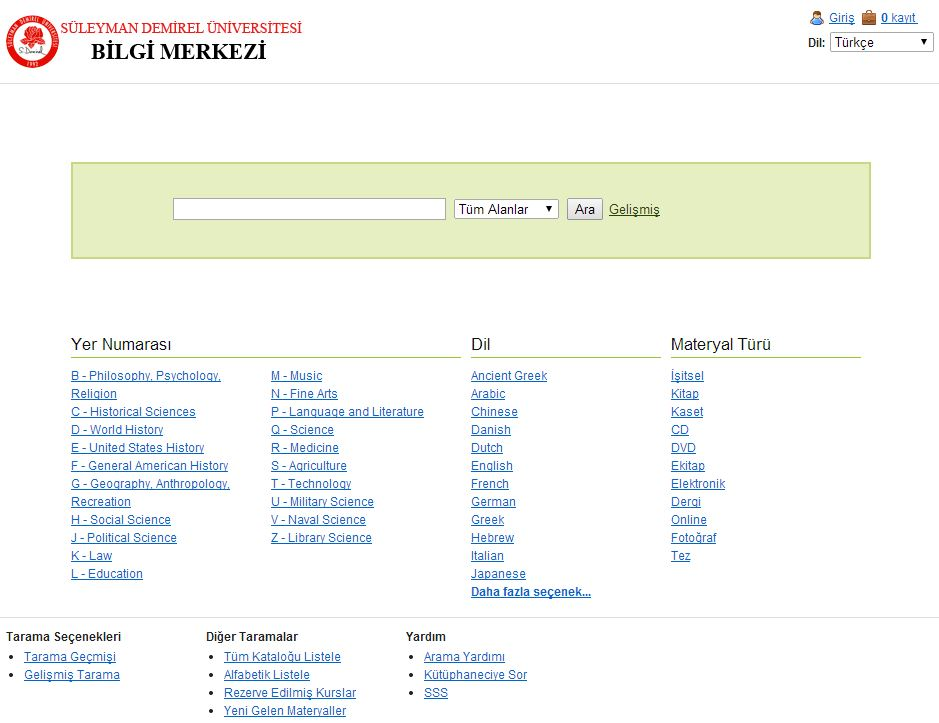 SÜLEYMAN DEMİREL ÜNİVERSİTESİ
BİLGİ MERKEZİ
S. Demirel
1992
Giriş 0 kayıt
Dil: Türkçe
Tüm Alanlar Ara Gelişmiş
Yer Numarası
B - Philosophy, Psychology,
Religion
C - Historical Sciences
D - World History
E - United States History
F - General American History
G - Geography, Anthropology,
Recreation
H - Social Science
J - Political Science
K - Law
L - Education
M - Music
N - Fine Arts
P - Language and Literature
Q - Science
R - Medicine
S - Agriculture
T - Technology
U - Military Science
V - Naval Science
Z - Library Science
Dil
Ancient Greek
Arabic
Chinese
Danish
Dutch
English
French
German
Greek
Hebrew
Italian
Japanese
Daha fazla seçenek...
Materyal Türü
İşitsel
Kitap
Kaset
CD
DVD
Ekitap
Elektronik
Dergi
Online
Fotoğraf
Tez
Tarama Seçenekleri
Tarama Geçmişi
Gelişmiş Tarama
Diğer Taramalar
Tüm Kataloğu Listele
Alfabetik Listele
Rezerve Edilmiş Kurslar
Yeni Gelen Materyaller
Yardım
Arama Yardımı
Kütüphaneciye Sor
SSS